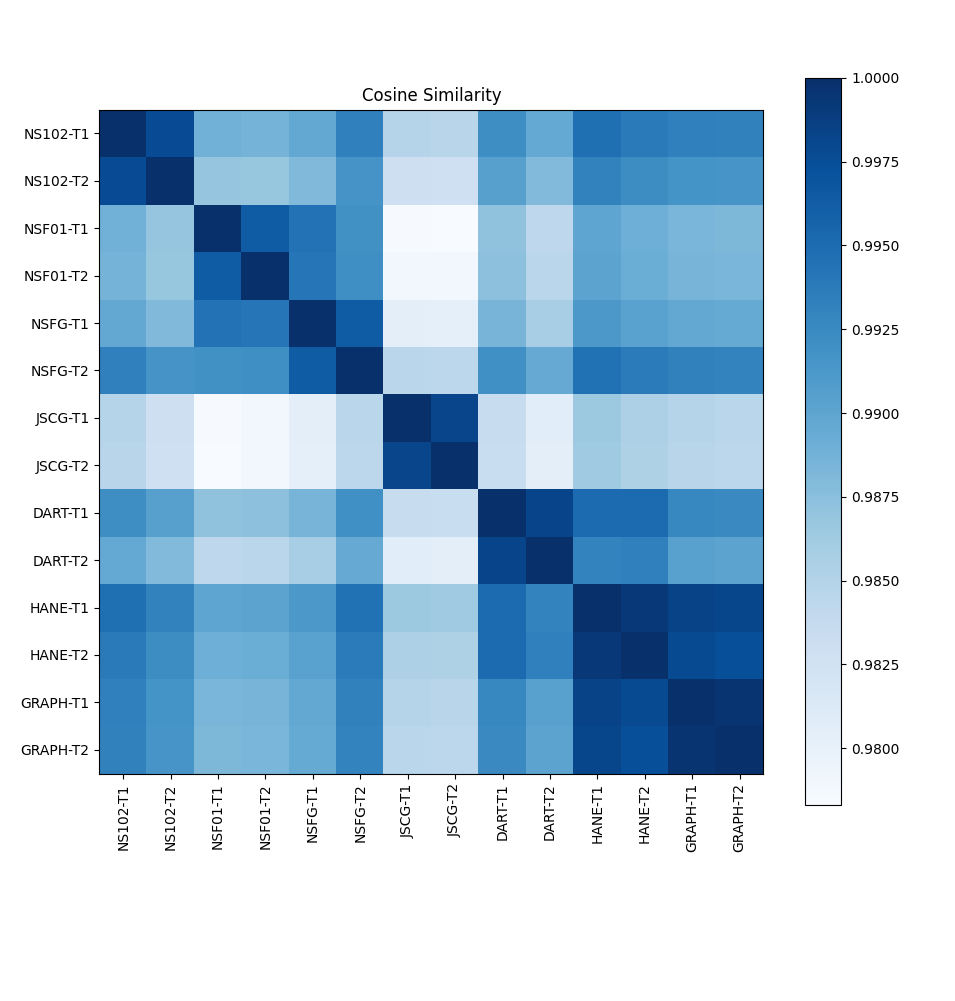 Cosine Similarity
NS102-T1
NS102-T2
NSF01-T1
NSF01-T2
NSFG-T1
NSFG-T2
JSCG-T1
JSCG-T2
DART-T1
DART-T2
HANE-T1
HANE-T2
GRAPH-T1
GRAPH-T2
NS102-T1
NS102-T2
NSF01-T1
NSF01-T2
NSFG-T1
NSFG-T2
JSCG-T1
JSCG-T2
DART-T1
DART-T2
HANE-T1
HANE-T2
GRAPH-T1
GRAPH-T2
1.0000
0.9975
0.9950
0.9925
0.9900
0.9875
0.9850
0.9825
0.9800